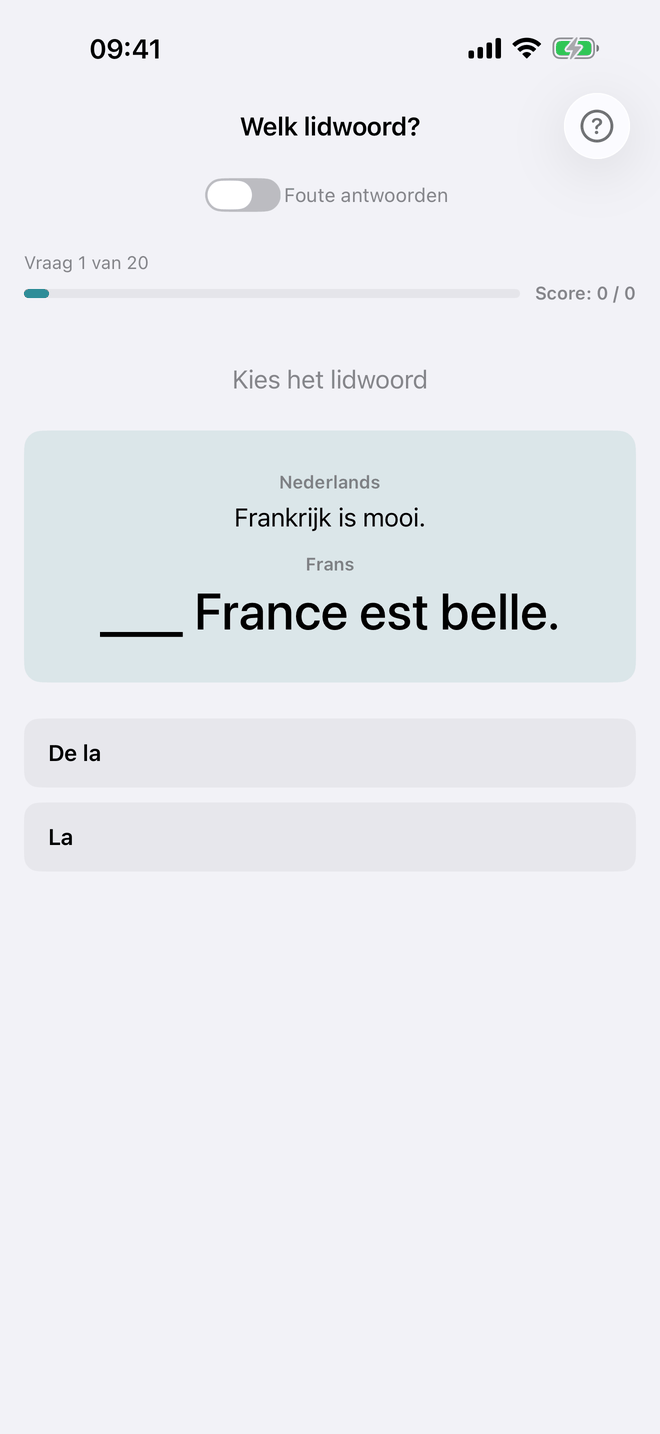 09:41
Welk lidwoord?
?
Foute antwoorden
Vraag 1 van 20
Score: 0 / 0
Kies het lidwoord
Nederlands
Frankrijk is mooi.
Frans
____ France est belle.
De la
La